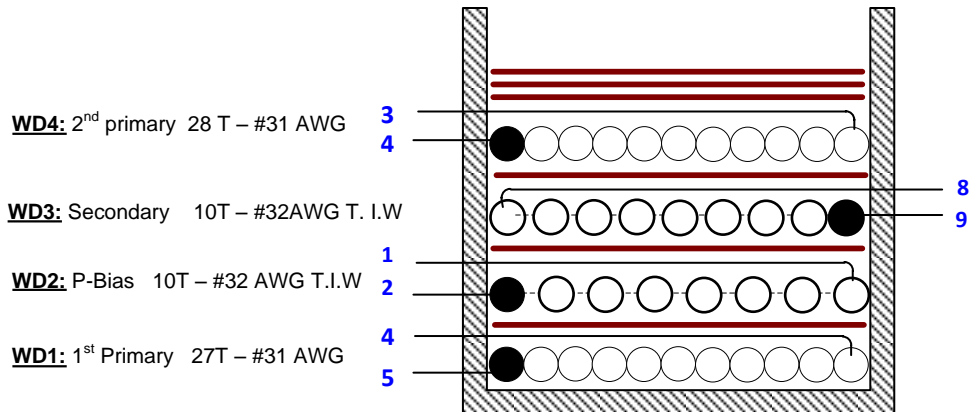 3
WD4: 2nd primary 28 T – #31 AWG
4
8
WD3: Secondary 10T – #32AWG T. I.W
9
1
WD2: P-Bias 10T – #32 AWG T.I.W
2
4
WD1: 1st Primary 27T – #31 AWG
5